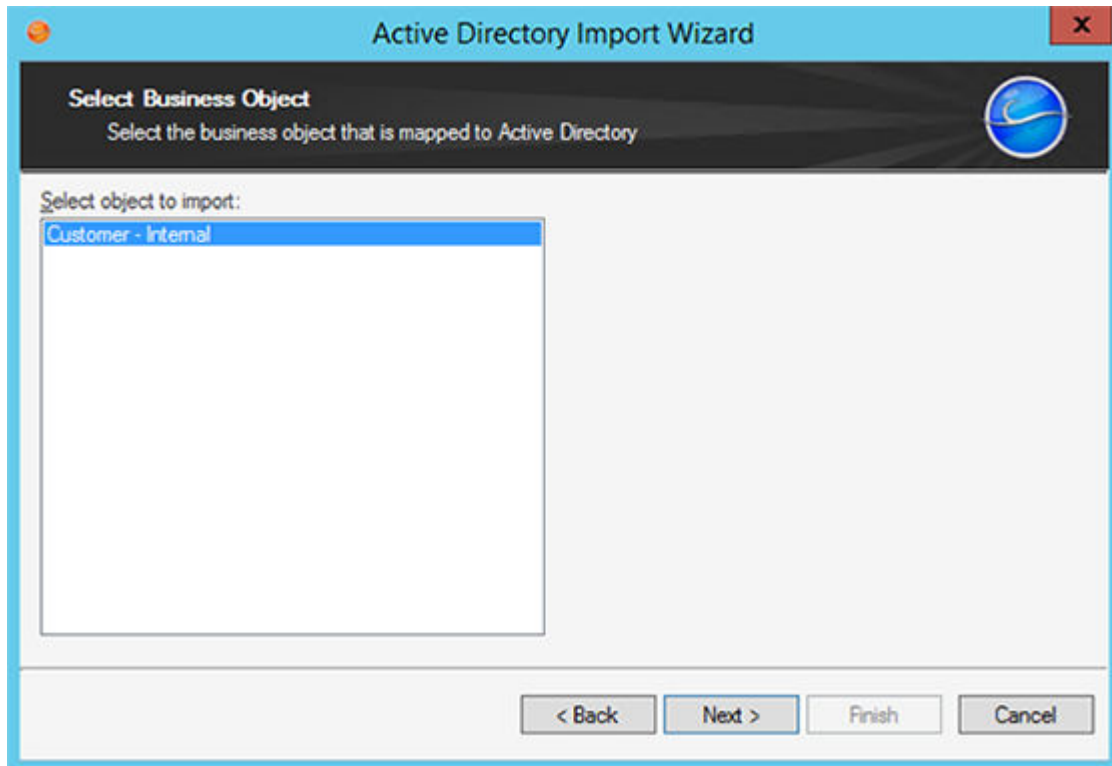 Active Directory Import Wizard
x
Select Business Object
Select the business object that is mapped to Active Directory
Select object to import:
Customer - Internal
< Back
Next >
Finish
Cancel